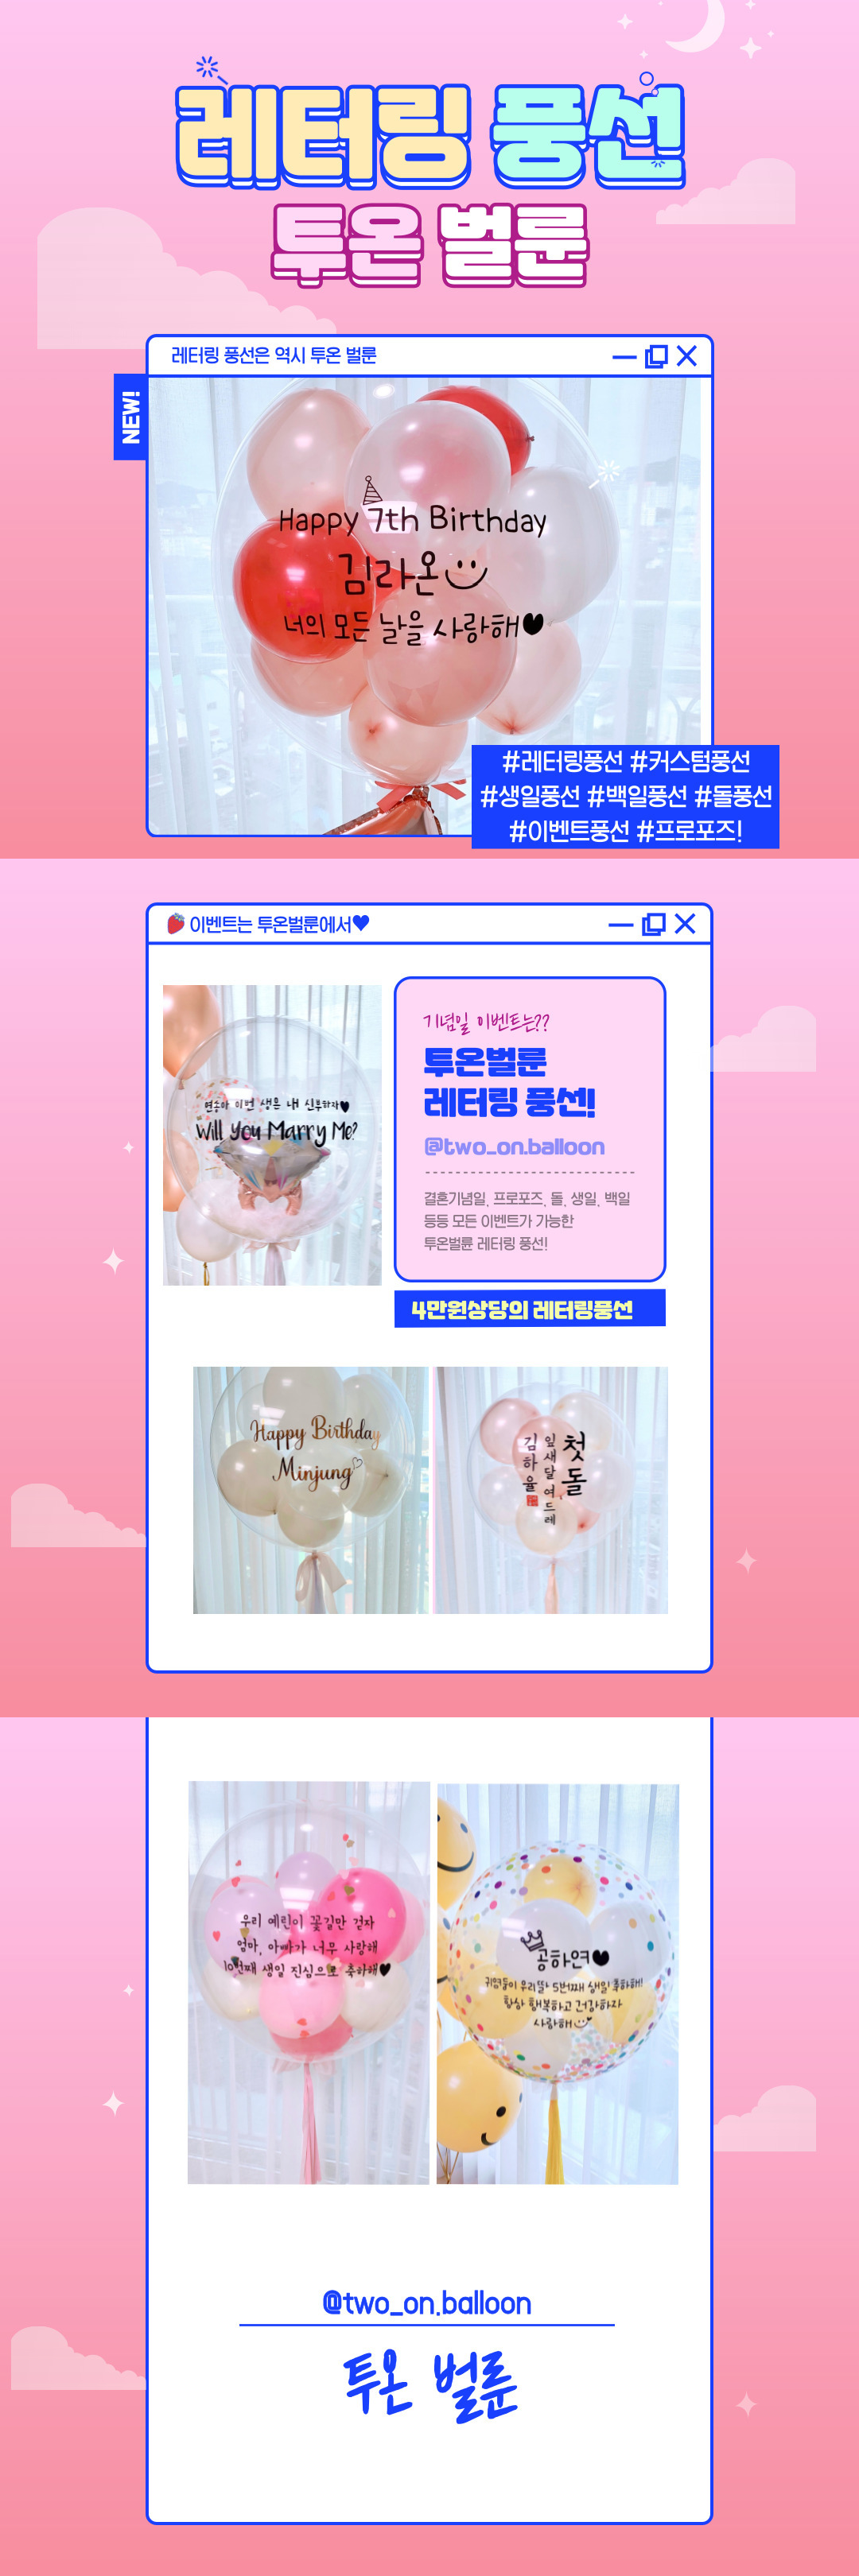 레터링 풍선
투온 벌룬
레터링 풍선은 역시 투온 벌룬
NEW!
Happy 7th Birthday
김라온
너의 모든 날을 사랑해♥
#레터링풍선 #커스텀풍선
#생일풍선 #백일풍선 #돌풍선
#이벤트풍선 #프로포즈!
🍓 이벤트는 투온벌룬에서♥
연송아 이번 생은 내 신부하자♥
Will You Marry Me?
기념일 이벤트는??
투온벌룬
레터링 풍선!
@two_on.balloon
결혼기념일, 프로포즈, 돌, 생일, 백일
등등 모든 이벤트가 가능한
투온벌륜 레터링 풍선!
4만원상당의 레터링풍선
Happy Birthday
Minjung
첫돌
잎새달 여드레
김하율
우리 예린이 꽃길만 걷자
엄마, 아빠가 너무 사랑해
10번째 생일 진심으로 축하해♥
공하연♥
귀염둥이 우리딸 5번째 생일 축하해!
항상 행복하고 건강하자
사랑해
@two_on.balloon
투온 벌룬